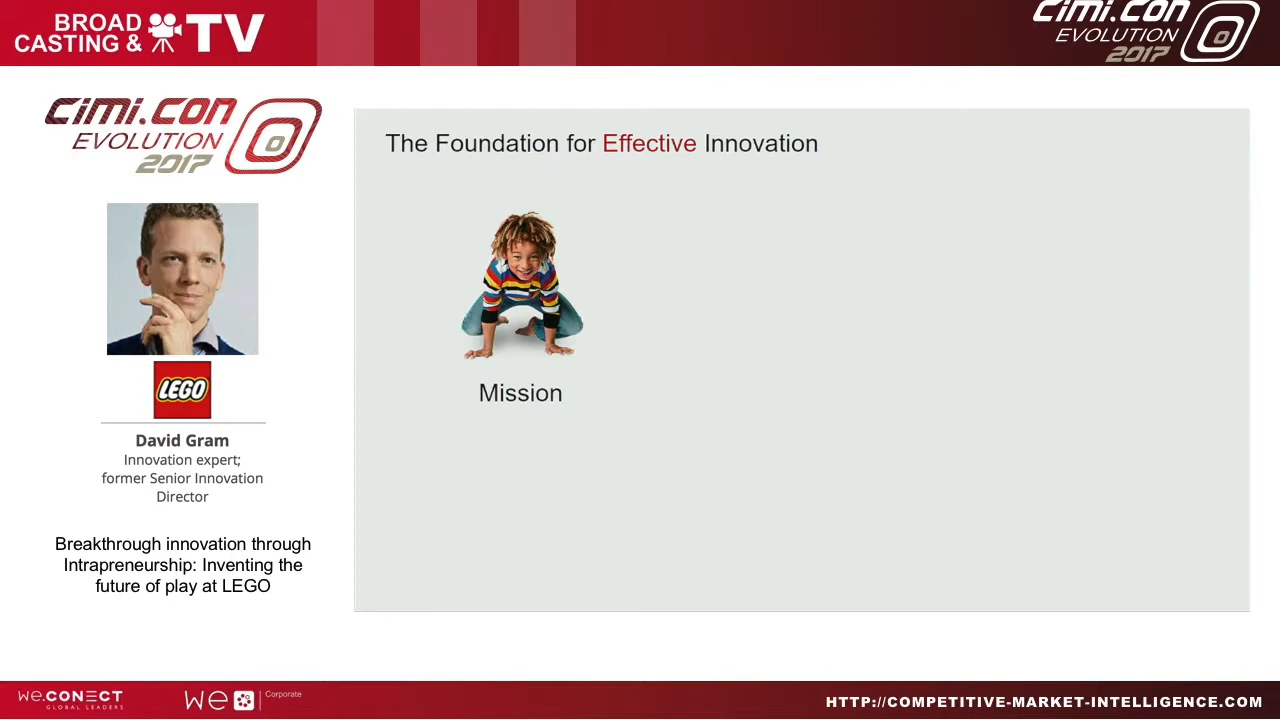 BROAD
CASTING & TV
cimi.con
EVOLUTION
2017
cimi.con
EVOLUTION
2017
The Foundation for Effective Innovation
Mission
LEGO
David Gram
Innovation expert;
former Senior Innovation
Director
Breakthrough innovation through
Intrapreneurship: Inventing the
future of play at LEGO
we.CONECT
GLOBAL LEADERS
we
Corporate
HTTP://COMPETITIVE-MARKET-INTELLIGENCE.COM